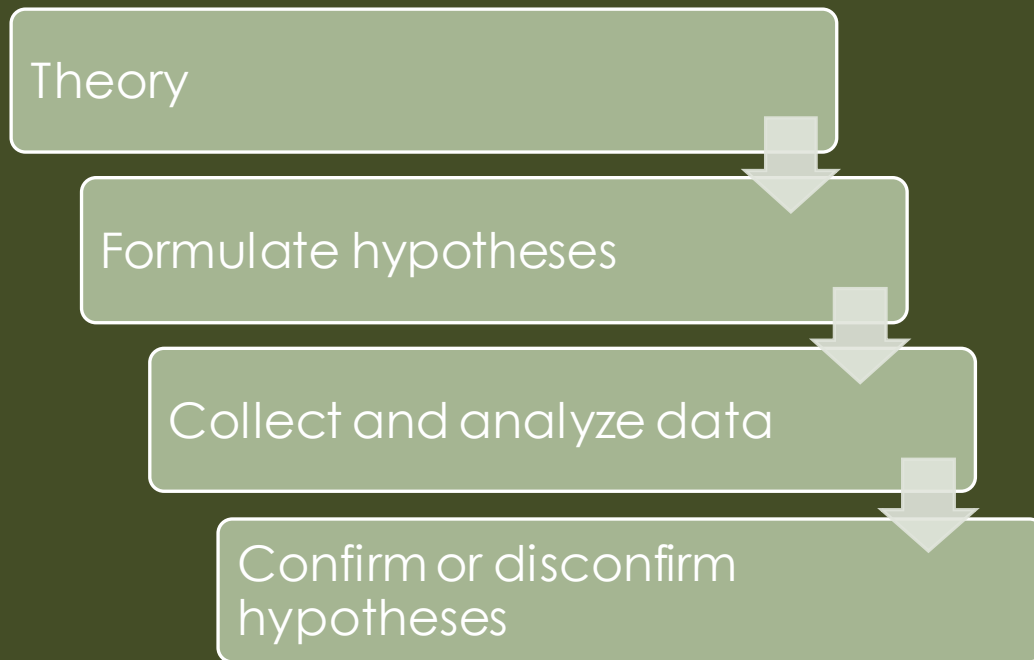 Theory
Formulate hypotheses
Collect and analyze data
Confirm or disconfirm
hypotheses